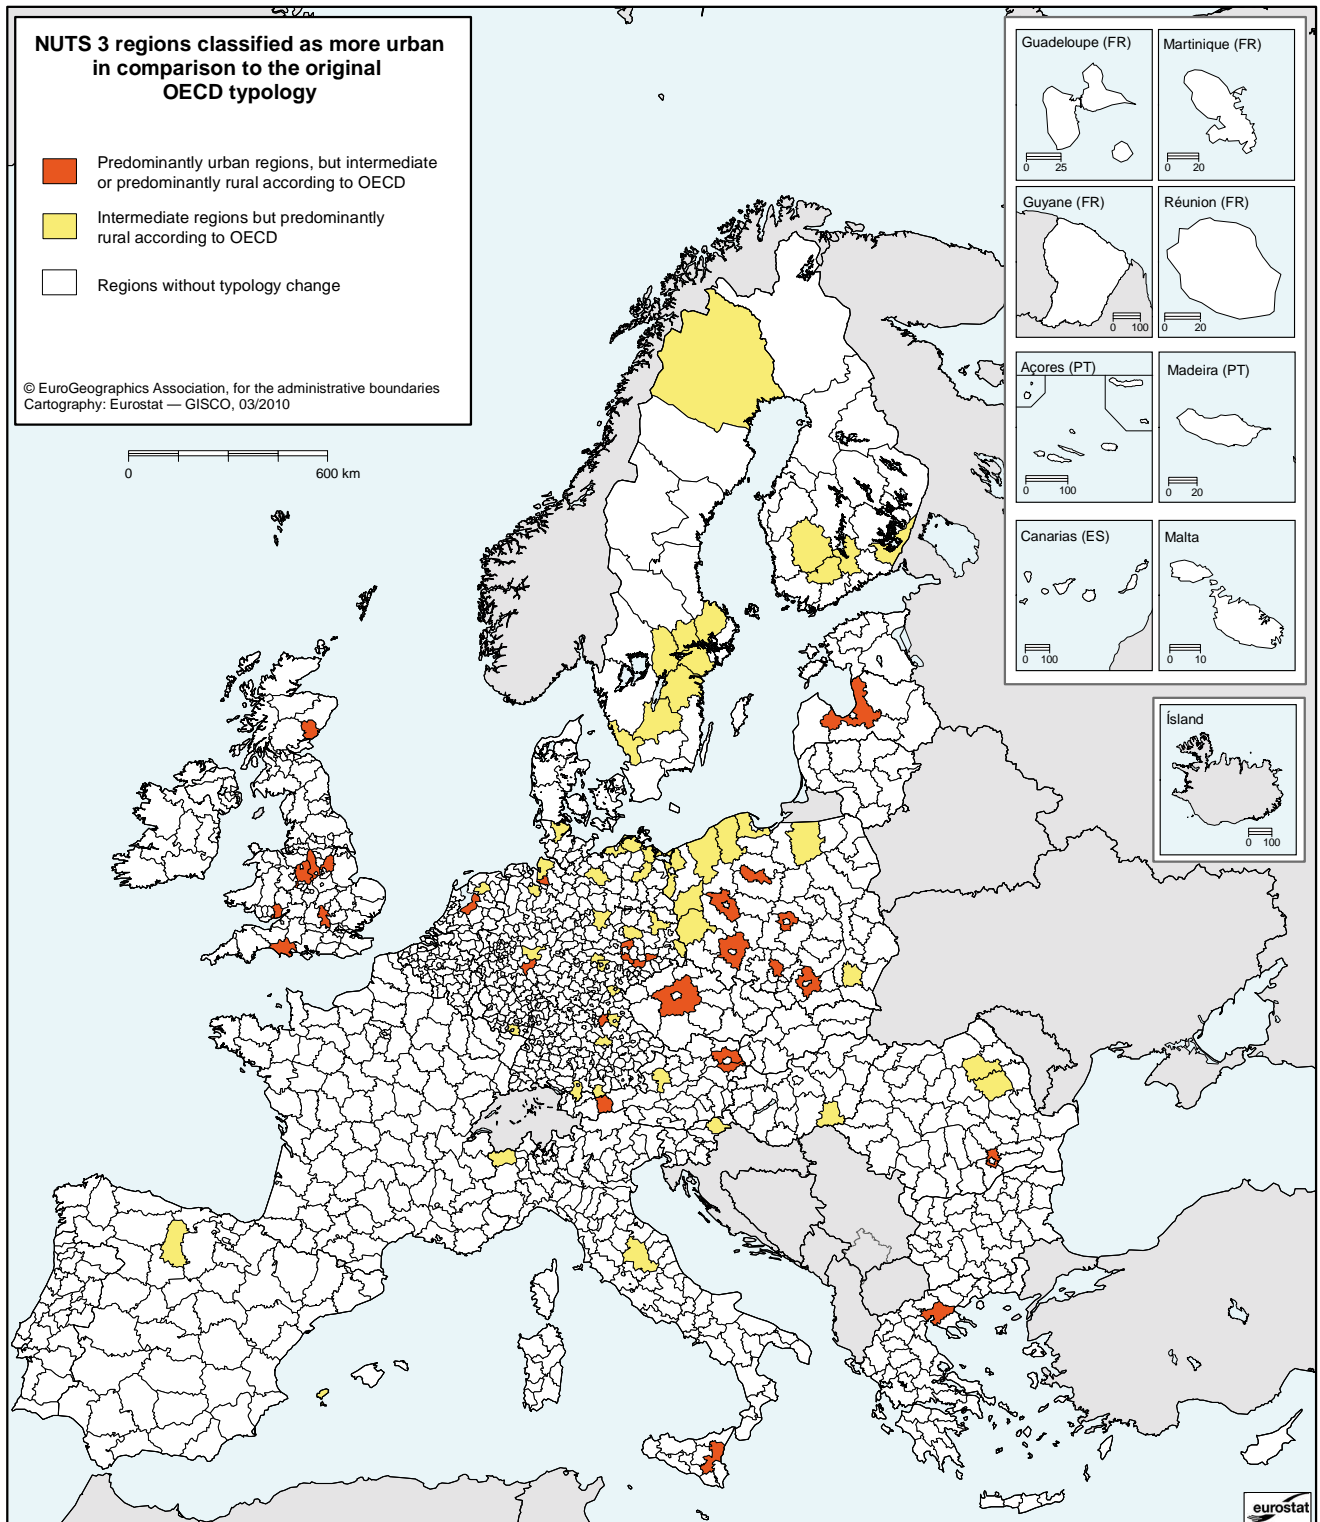 NUTS 3 regions classified as more urban
in comparison to the original
OECD typology
Predominantly urban regions, but intermediate
or predominantly rural according to OECD
Intermediate regions but predominantly
rural according to OECD
Regions without typology change
© EuroGeographics Association, for the administrative boundaries
Cartography: Eurostat — GISCO, 03/2010
0 600 km
Guadeloupe (FR)
0 25
Martinique (FR)
0 20
Guyane (FR)
0 100
Réunion (FR)
0 20
Açores (PT)
0 100
Madeira (PT)
0 20
Canarias (ES)
0 100
Malta
0 10
Ísland
0 100
eurostat